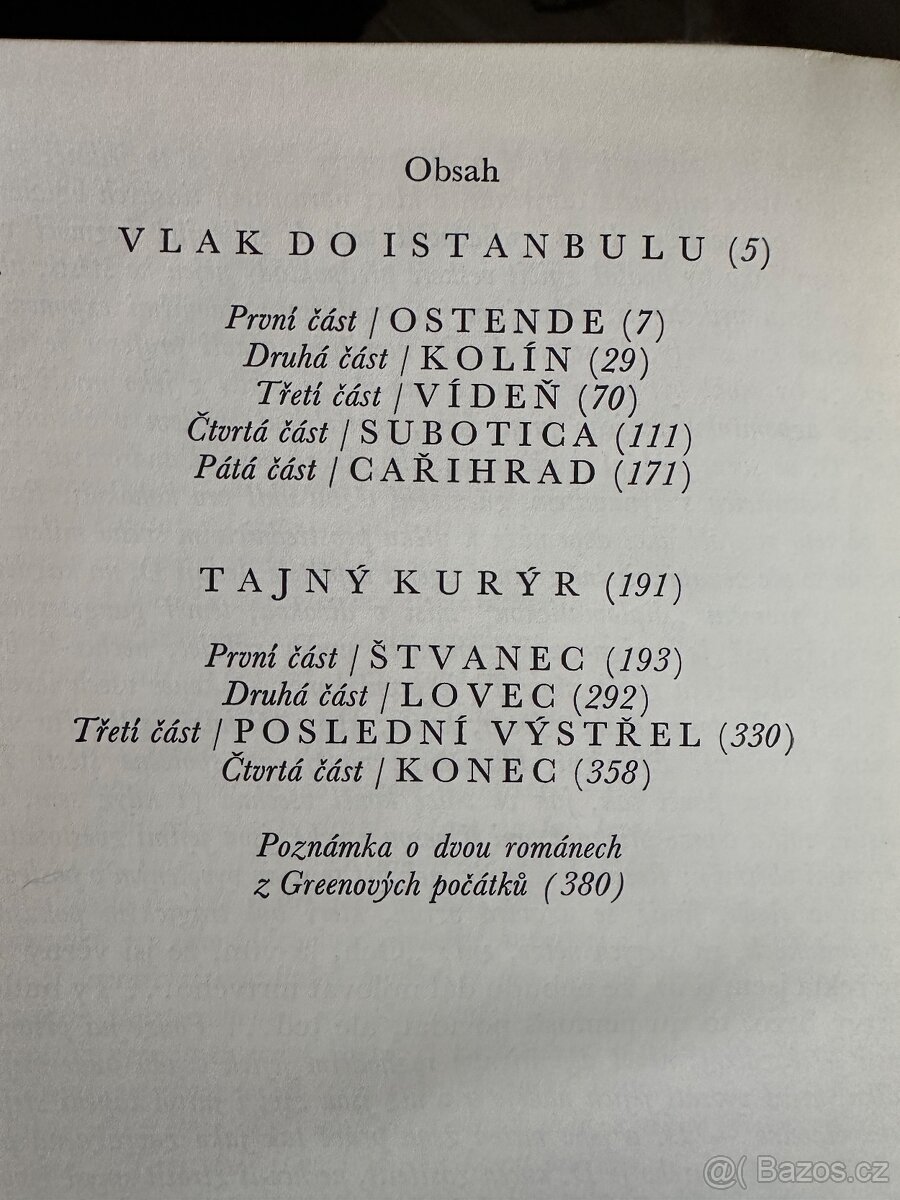 Obsah
VLAK DO ISTANBULU (5)
První část / OSTENDE (7)
Druhá část / KOLÍN (29)
Třetí část / VÍDEŇ (70)
Čtvrtá část / SUBOTICA (111)
Pátá část / CAŘIHRAD (171)
TAJNÝ KURÝR (191)
První část / ŠTVANEC (193)
Druhá část / LOVEC (292)
Třetí část / POSLEDNÍ VÝSTŘEL (330)
Čtvrtá část / KONEC (358)
Poznámka o dvou románech
z Greenových počátků (380)
@( Bazos.cz